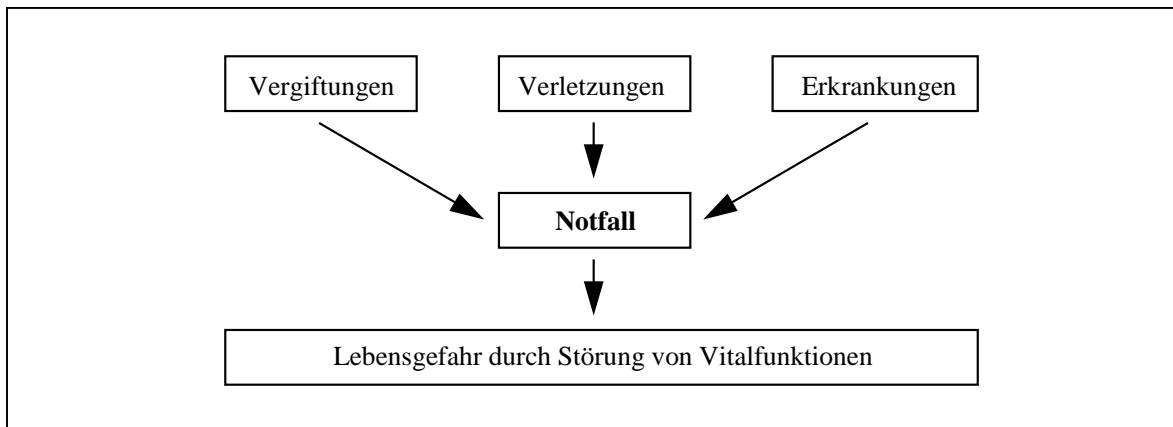 Vergiftungen
Verletzungen
Erkrankungen
Notfall
Lebensgefahr durch Störung von Vitalfunktionen